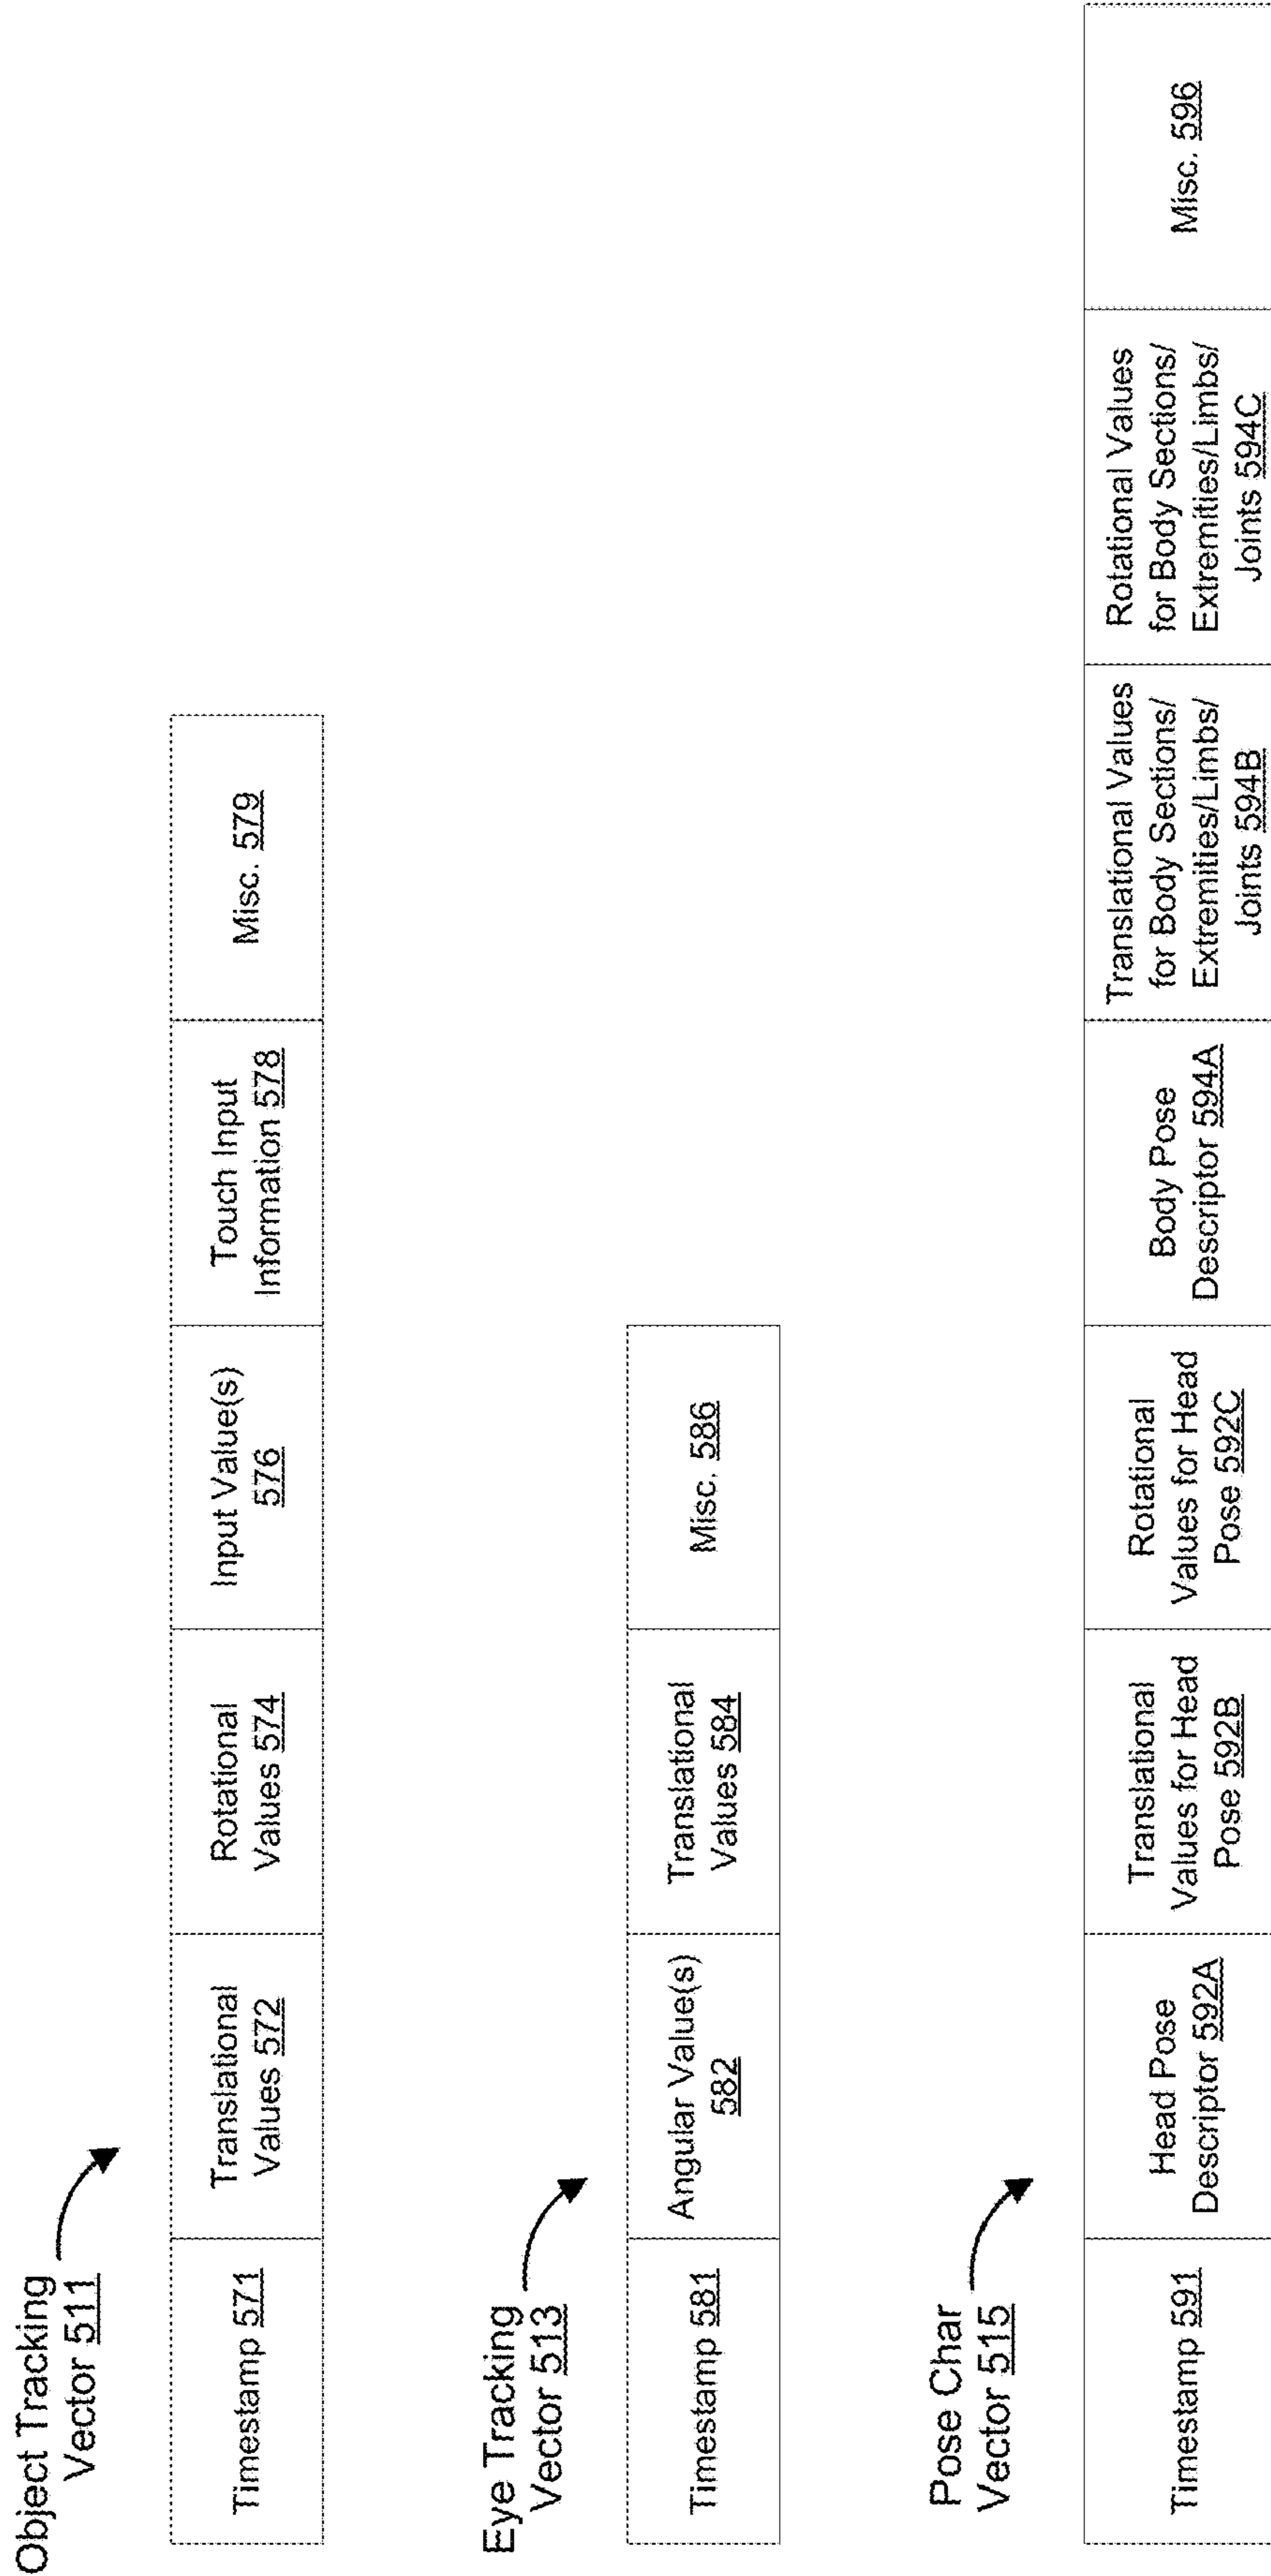 Object Tracking
Vector 511
Timestamp 571
Translational
Values 572
Rotational
Values 574
Input Value(s)
576
Touch Input
Information 578
Misc. 579
Eye Tracking
Vector 513
Timestamp 581
Angular Value(s)
582
Translational
Values 584
Misc. 586
Pose Char
Vector 515
Timestamp 591
Head Pose
Descriptor 592A
Translational
Values for Head
Pose 592B
Rotational
Values for Head
Pose 592C
Body Pose
Descriptor 594A
Translational Values
for Body Sections/
Extremities/Limbs/
Joints 594B
Rotational Values
for Body Sections/
Extremities/Limbs/
Joints 594C
Misc. 596